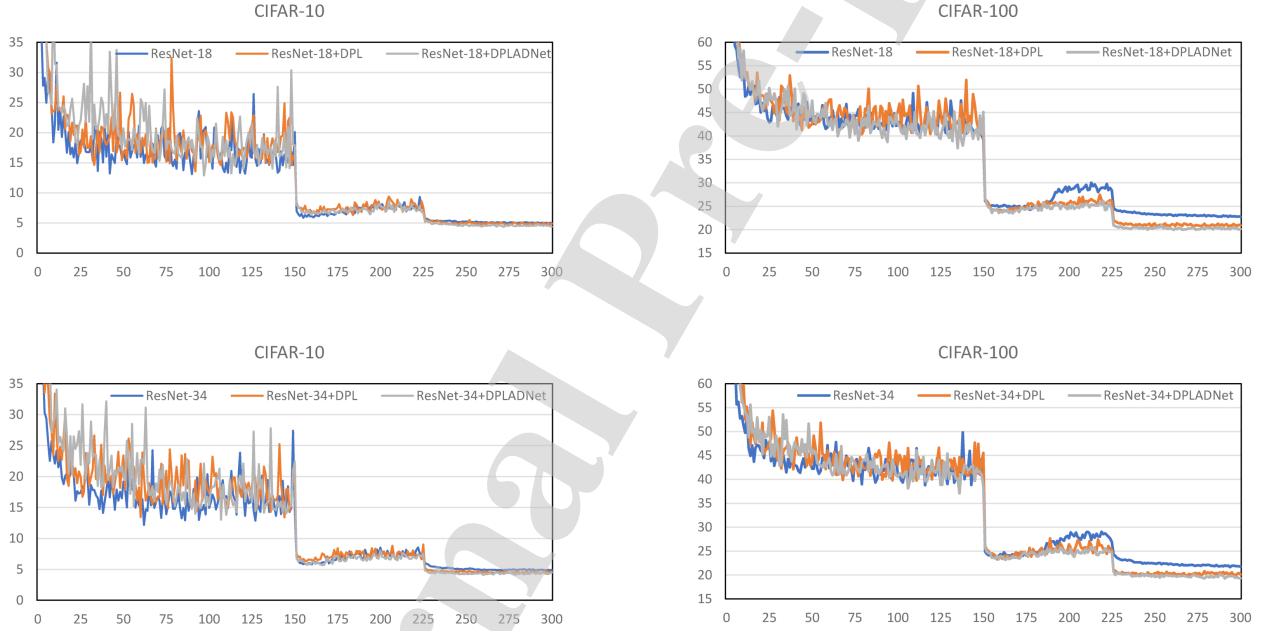 CIFAR-10
35
30
25
20
15
10
5
0
ResNet-18 ResNet-18+DPL ResNet-18+DPLADNet
0 25 50 75 100 125 150 175 200 225 250 275 300
CIFAR-100
60
55
50
45
40
35
30
25
20
15
ResNet-18 ResNet-18+DPL ResNet-18+DPLADNet
0 25 50 75 100 125 150 175 200 225 250 275 300
CIFAR-10
35
30
25
20
15
10
5
0
ResNet-34 ResNet-34+DPL ResNet-34+DPLADNet
0 25 50 75 100 125 150 175 200 225 250 275 300
CIFAR-100
60
55
50
45
40
35
30
25
20
15
ResNet-34 ResNet-34+DPL ResNet-34+DPLADNet
0 25 50 75 100 125 150 175 200 225 250 275 300
nal Pre-